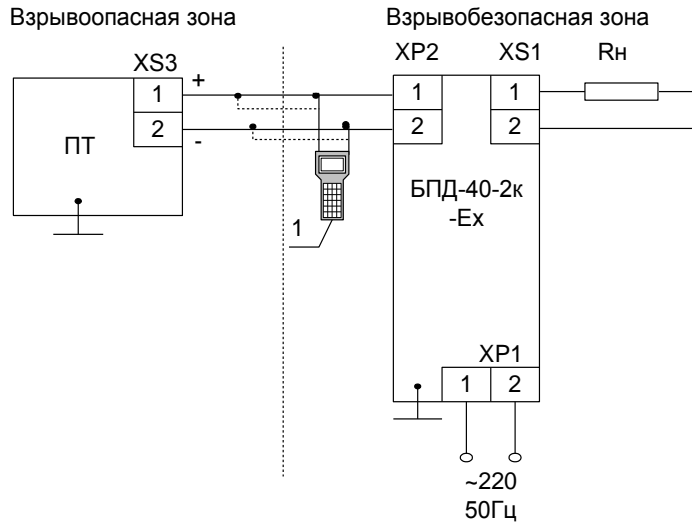 Взрывоопасная зона
Взрывобезопасная зона
XS3
XP2
XS1
Rн
+
1
1
1
2
2
2
-
ПТ
БПД-40-2к
-Ex
1
XP1
1
2
~220
50Гц